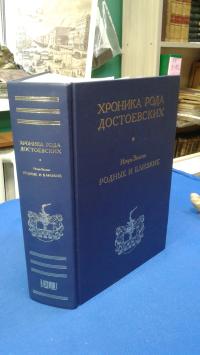 ХРОНИКА РОДА
ДОСТОЕВСКИХ
Игорь Волгин
РОДНЫЕ И БЛИЗКИЕ
ХРОНИКА РОДА
ДОСТОЕВСКИХ
Игорь Волгин
РОДНЫЕ И БЛИЗКИЕ